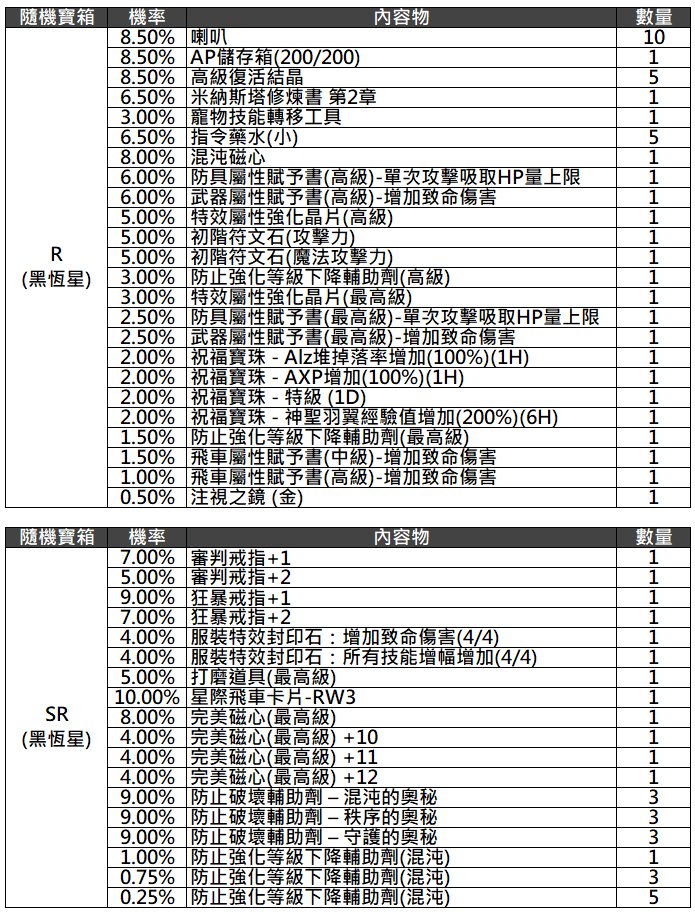 隨機寶箱 機率 內容物 數量
8.50% 喇叭 10
8.50% AP儲存箱(200/200) 1
8.50% 高級復活結晶 5
6.50% 米納斯塔修煉書 第2章 1
3.00% 寵物技能轉移工具 1
6.50% 指令藥水(小) 5
8.00% 混沌磁心 1
6.00% 防具屬性賦予書(高級)-單次攻擊吸取HP量上限 1
6.00% 武器屬性賦予書(高級)-增加致命傷害 1
5.00% 特效屬性強化晶片(高級) 1
5.00% 初階符文石(攻擊力) 1
R
(黑恆星)
5.00% 初階符文石(魔法攻擊力) 1
3.00% 防止強化等級下降輔助劑(高級) 1
3.00% 特效屬性強化晶片(最高級) 1
2.50% 防具屬性賦予書(最高級)-單次攻擊吸取HP量上限 1
2.50% 武器屬性賦予書(最高級)-增加致命傷害 1
2.00% 祝福寶珠 - Alz堆掉落率增加(100%)(1H) 1
2.00% 祝福寶珠 - AXP增加(100%)(1H) 1
2.00% 祝福寶珠 - 特級 (1D) 1
2.00% 祝福寶珠 - 神聖羽翼經驗值增加(200%)(6H) 1
1.50% 防止強化等級下降輔助劑(最高級) 1
1.50% 飛車屬性賦予書(中級)-增加致命傷害 1
1.00% 飛車屬性賦予書(高級)-增加致命傷害 1
0.50% 注視之鏡 (金) 1
隨機寶箱 機率 內容物 數量
7.00% 審判戒指+1 1
5.00% 審判戒指+2 1
9.00% 狂暴戒指+1 1
7.00% 狂暴戒指+2 1
4.00% 服裝特效封印石：增加致命傷害(4/4) 1
4.00% 服裝特效封印石：所有技能增幅增加(4/4) 1
5.00% 打磨道具(最高級) 1
10.00% 星際飛車卡片-RW3 1
SR
(黑恆星)
8.00% 完美磁心(最高級) 1
4.00% 完美磁心(最高級) +10 1
4.00% 完美磁心(最高級) +11 1
4.00% 完美磁心(最高級) +12 1
9.00% 防止破壞輔助劑 – 混沌的奧秘 3
9.00% 防止破壞輔助劑 – 秩序的奧秘 3
9.00% 防止破壞輔助劑 – 守護的奧秘 3
1.00% 防止強化等級下降輔助劑(混沌) 1
0.75% 防止強化等級下降輔助劑(混沌) 3
0.25% 防止強化等級下降輔助劑(混沌) 5